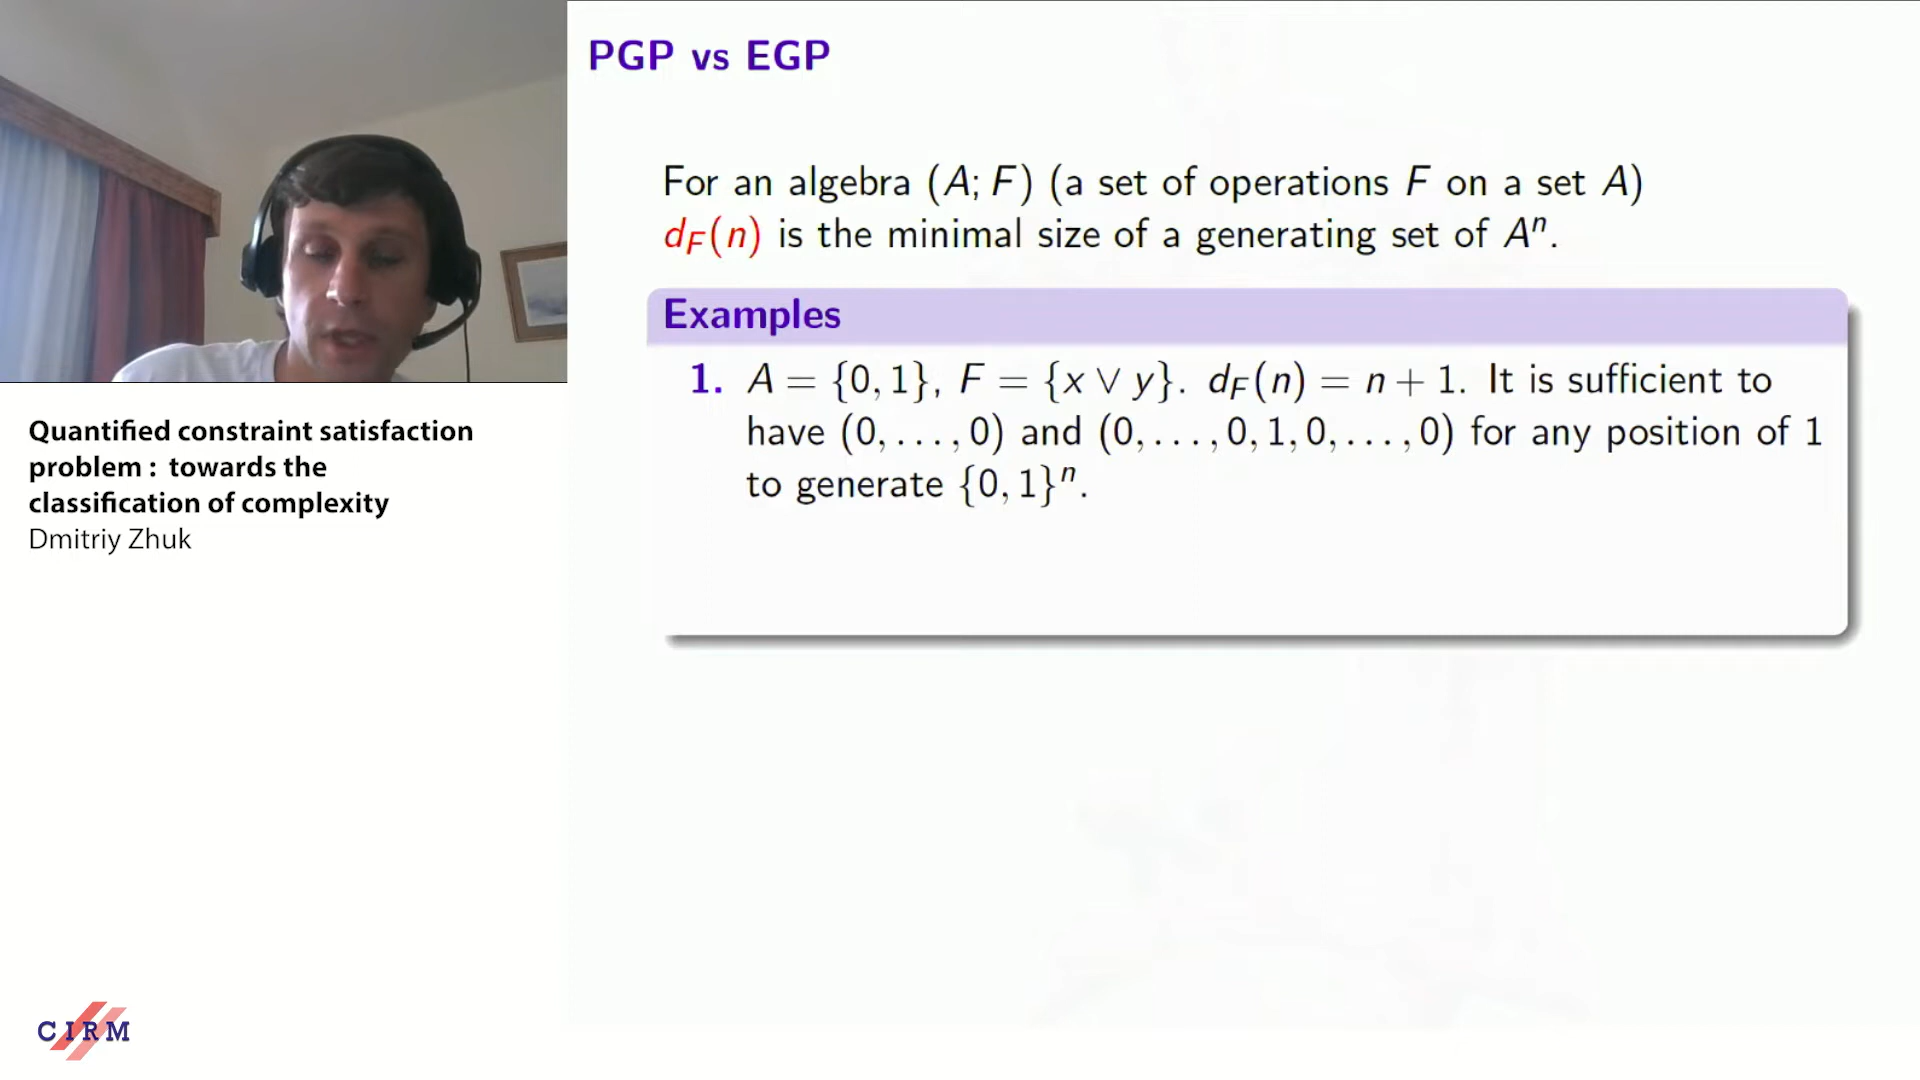 PGP vs EGP
For an algebra (A; F) (a set of operations F on a set A)
d_F(n) is the minimal size of a generating set of Aⁿ.
Examples
1. A = {0, 1}, F = {x ∨ y}. d_F(n) = n + 1. It is sufficient to
have (0, . . . , 0) and (0, . . . , 0, 1, 0, . . . , 0) for any position of 1
to generate {0, 1}ⁿ.
Quantified constraint satisfaction
problem : towards the
classification of complexity
Dmitriy Zhuk
CIRM